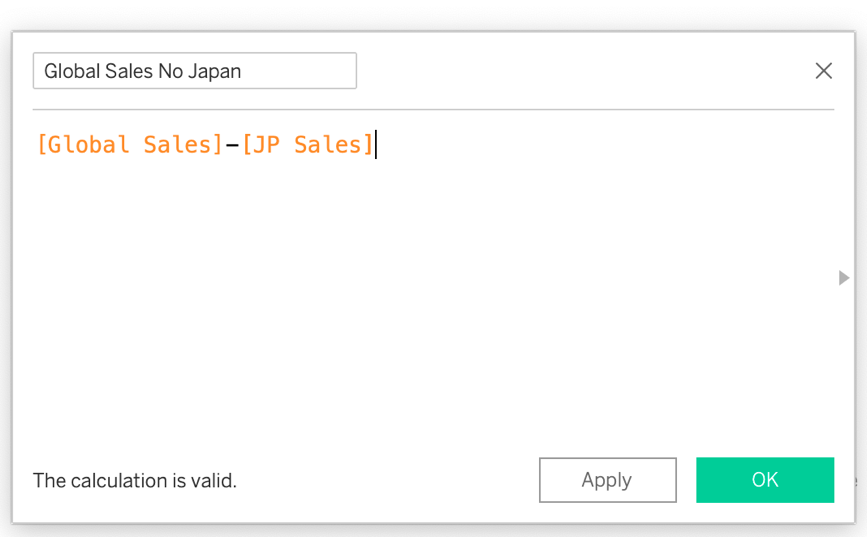 Global Sales No Japan
[Global Sales]-[JP Sales]
The calculation is valid.
Apply
OK